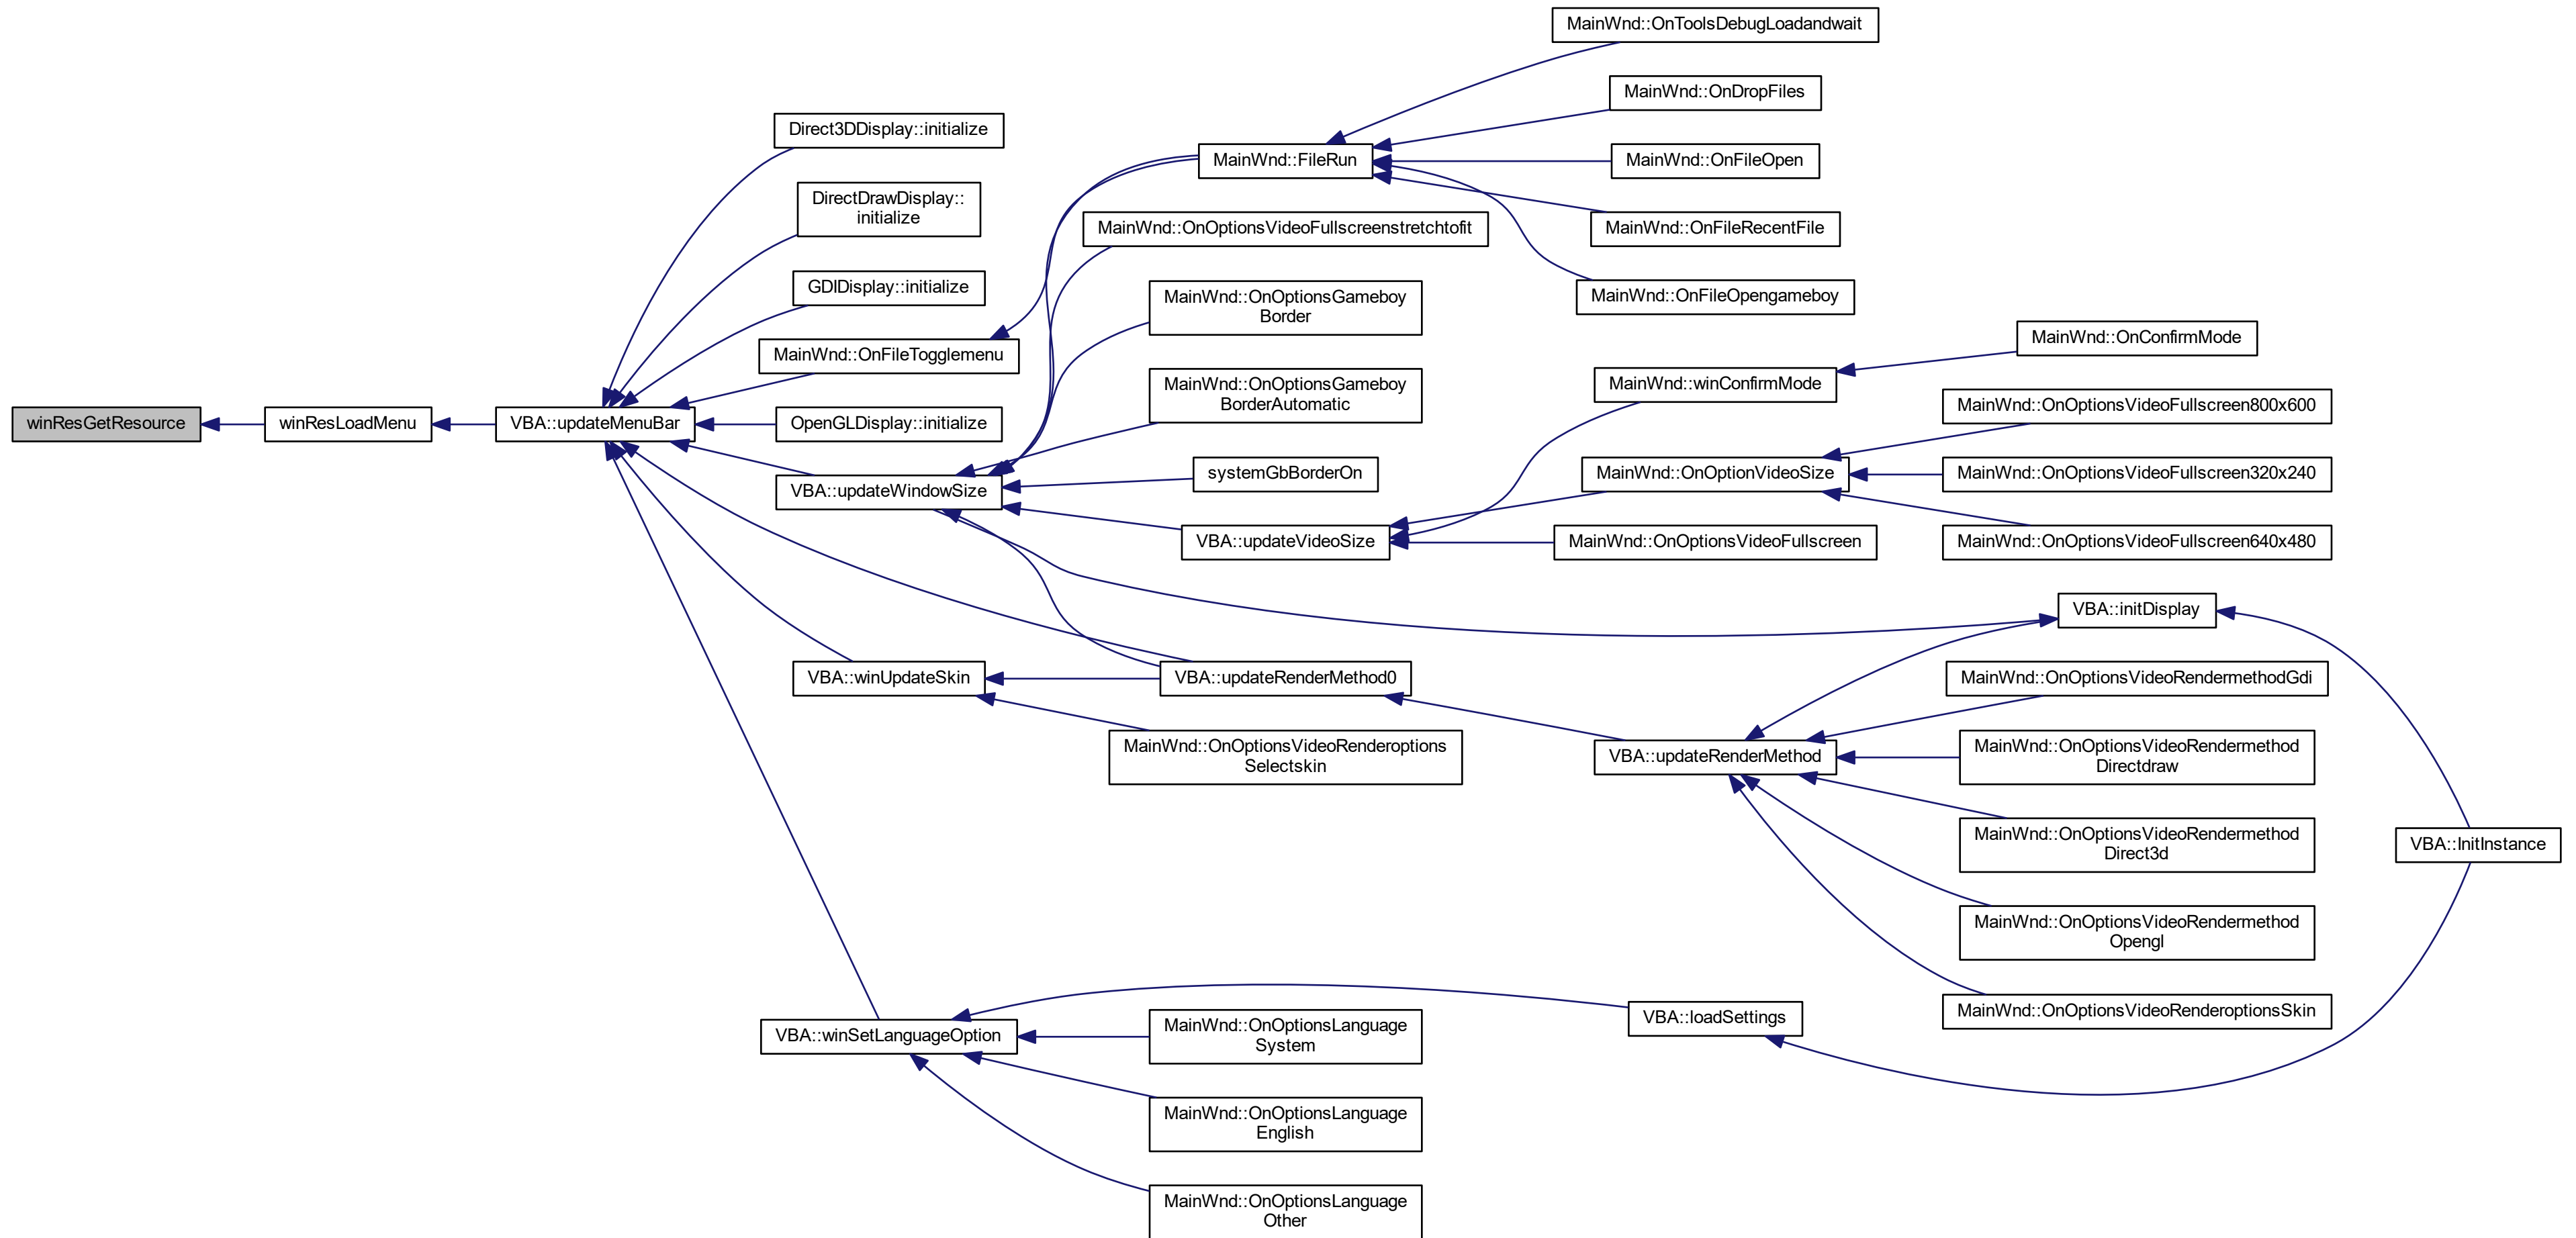 MainWnd::OnToolsDebugLoadandwait
MainWnd::OnDropFiles
Direct3DDisplay::initialize
MainWnd::FileRun
MainWnd::OnFileOpen
DirectDrawDisplay::
initialize
MainWnd::OnOptionsVideoFullscreenstretchtofit
MainWnd::OnFileRecentFile
GDIDisplay::initialize
MainWnd::OnOptionsGameboy
Border
MainWnd::OnFileOpengameboy
MainWnd::OnFileTogglemenu
MainWnd::OnConfirmMode
MainWnd::OnOptionsGameboy
BorderAutomatic
MainWnd::winConfirmMode
MainWnd::OnOptionsVideoFullscreen800x600
winResGetResource
winResLoadMenu
VBA::updateMenuBar
OpenGLDisplay::initialize
systemGbBorderOn
MainWnd::OnOptionVideoSize
MainWnd::OnOptionsVideoFullscreen320x240
VBA::updateWindowSize
VBA::updateVideoSize
MainWnd::OnOptionsVideoFullscreen
MainWnd::OnOptionsVideoFullscreen640x480
VBA::initDisplay
VBA::winUpdateSkin
VBA::updateRenderMethod0
MainWnd::OnOptionsVideoRendermethodGdi
MainWnd::OnOptionsVideoRenderoptions
Selectskin
VBA::updateRenderMethod
MainWnd::OnOptionsVideoRendermethod
Directdraw
MainWnd::OnOptionsVideoRendermethod
Direct3d
VBA::InitInstance
MainWnd::OnOptionsVideoRendermethod
Opengl
MainWnd::OnOptionsVideoRenderoptionsSkin
VBA::loadSettings
VBA::winSetLanguageOption
MainWnd::OnOptionsLanguage
System
MainWnd::OnOptionsLanguage
English
MainWnd::OnOptionsLanguage
Other